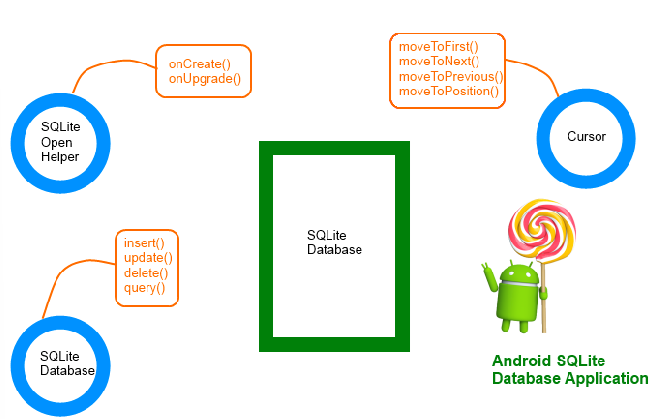 onCreate()
onUpgrade()
SQLite
Open
Helper
moveToFirst()
moveToNext()
moveToPrevious()
moveToPosition()
Cursor
SQLite
Database
insert()
update()
delete()
query()
SQLite
Database
Android SQLite
Database Application